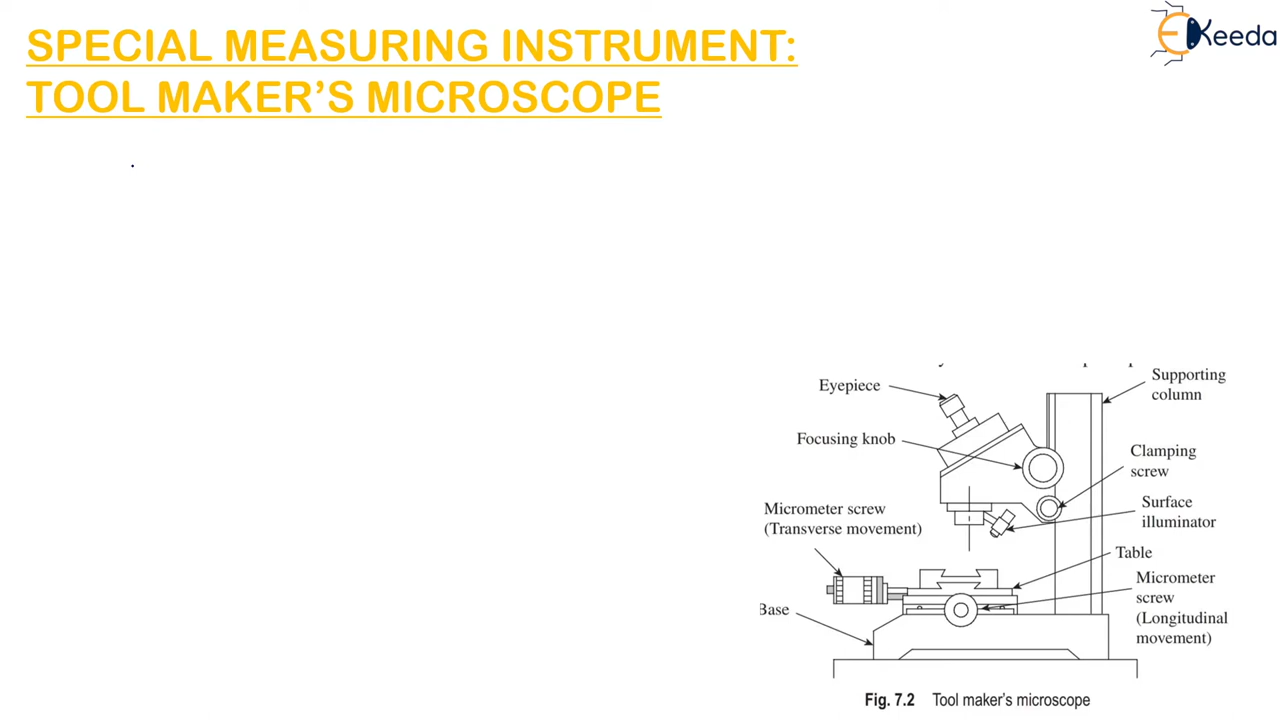 SPECIAL MEASURING INSTRUMENT:
TOOL MAKER’S MICROSCOPE
Keeda
Eyepiece
Supporting
column
Focusing knob
Clamping
screw
Micrometer screw
(Transverse movement)
Surface
illuminator
Table
Micrometer
screw
(Longitudinal
movement)
Base
Fig. 7.2 Tool maker's microscope